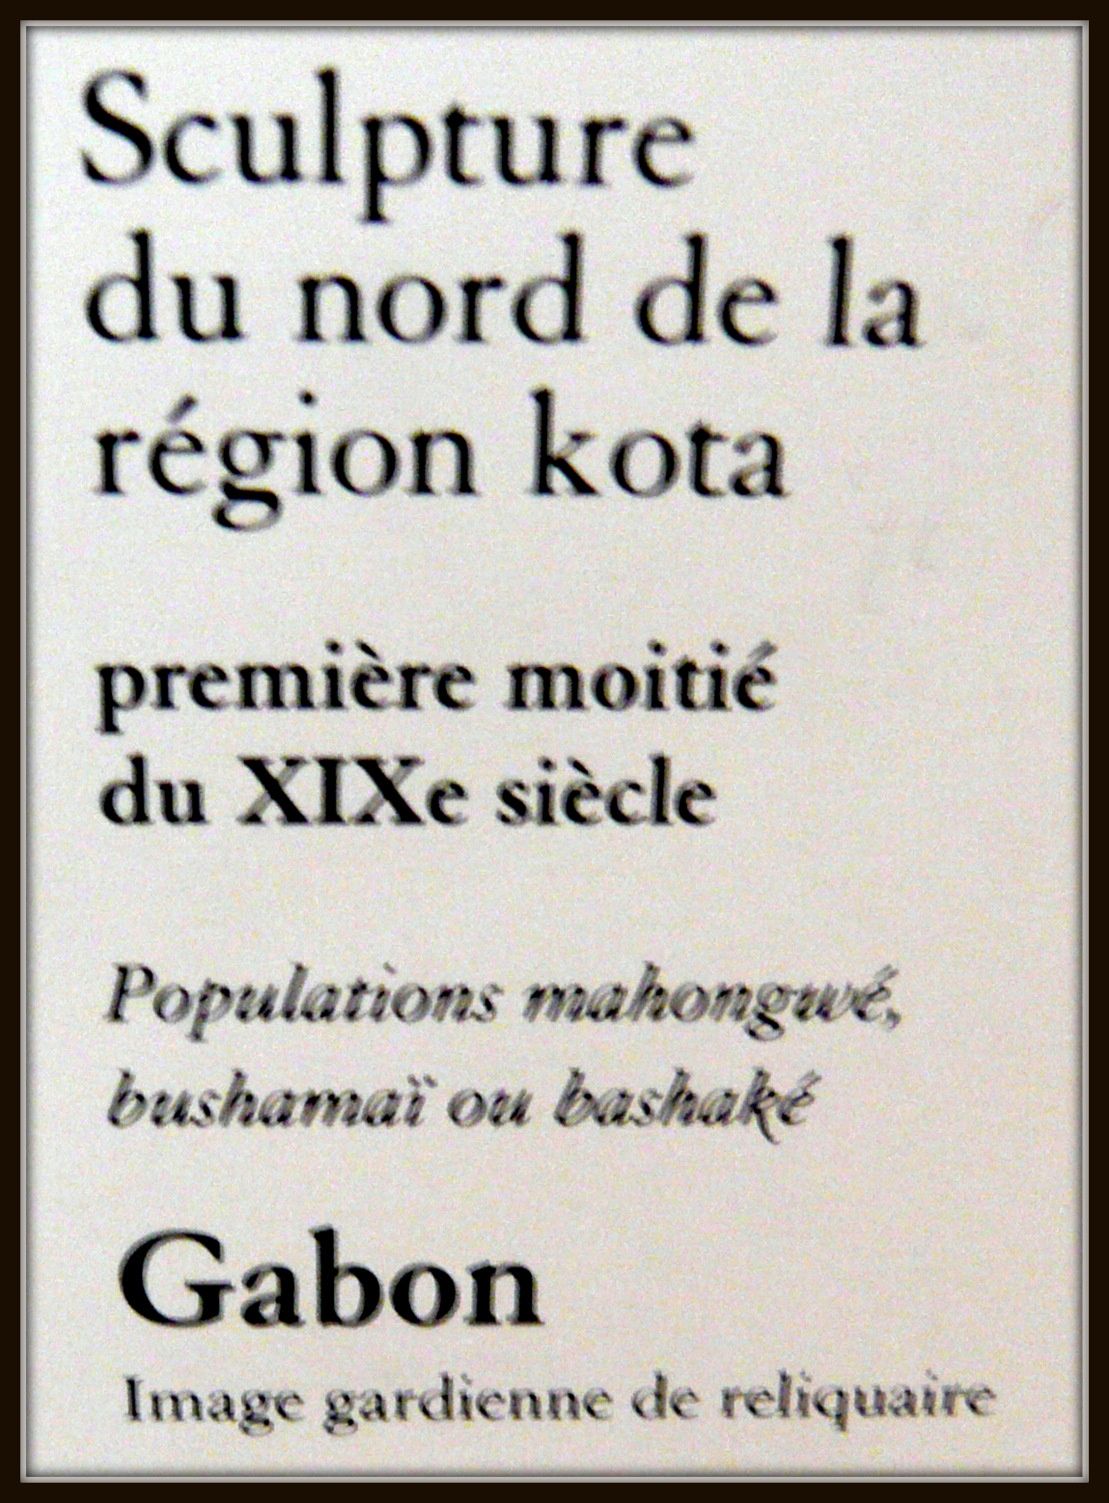 Sculpture
du nord de la
région kota
première moitié
du XIXe siècle
Populations mahongwé,
bushamaï ou bashaké
Gabon
Image gardienne de reliquaire